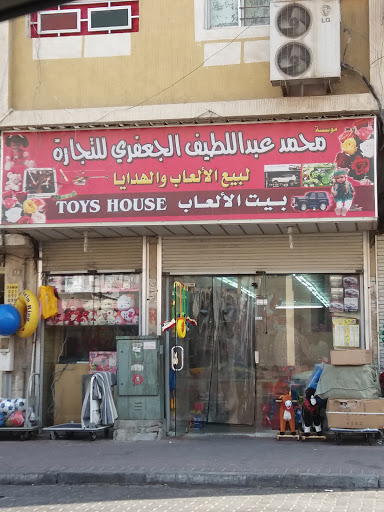 LG
مؤسسة
محمد عبداللطيف الجعفري للتجارة
لبيع الألعاب والهدايا
بيت الألعاب TOYS HOUSE